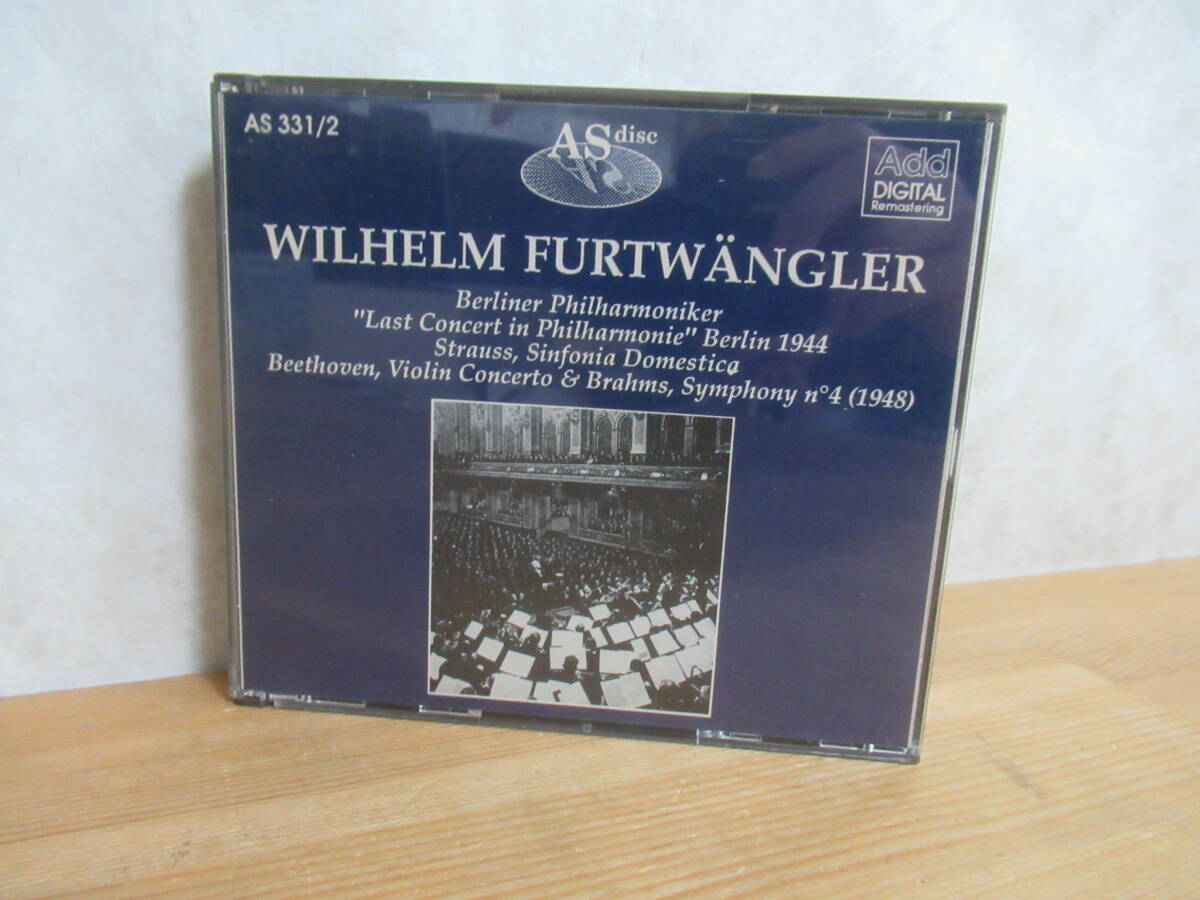 AS 331/2
AS disc
Add
DIGITAL
Remastering
WILHELM FURTWÄNGLER
Berliner Philharmoniker
"Last Concert in Philharmonie" Berlin 1944
Strauss, Sinfonia Domestica
Beethoven, Violin Concerto & Brahms, Symphony n°4 (1948)